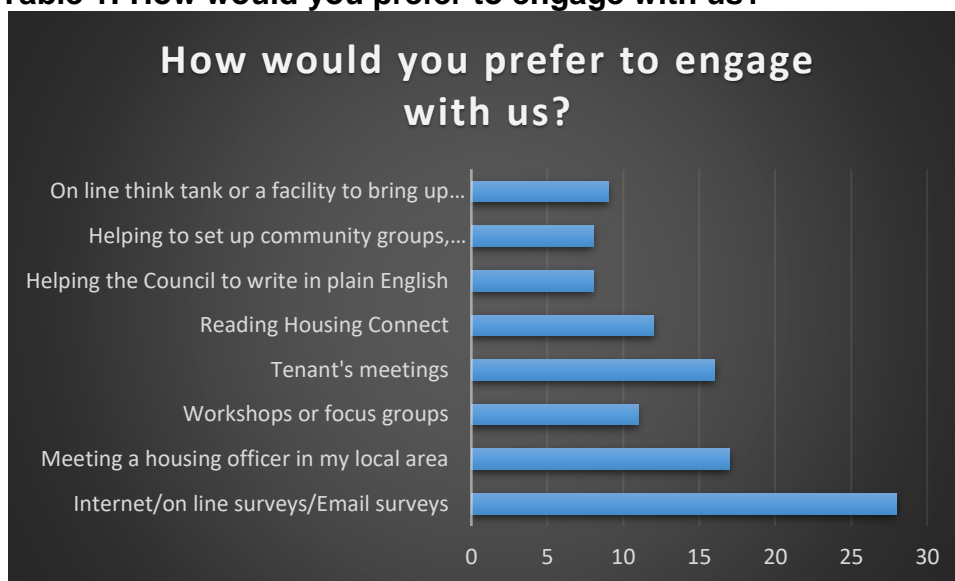 Table 1: How would you prefer to engage with us?
How would you prefer to engage
with us?
On line think tank or a facility to bring up...
Helping to set up community groups,...
Helping the Council to write in plain English
Reading Housing Connect
Tenant's meetings
Workshops or focus groups
Meeting a housing officer in my local area
Internet/on line surveys/Email surveys
0 5 10 15 20 25 30